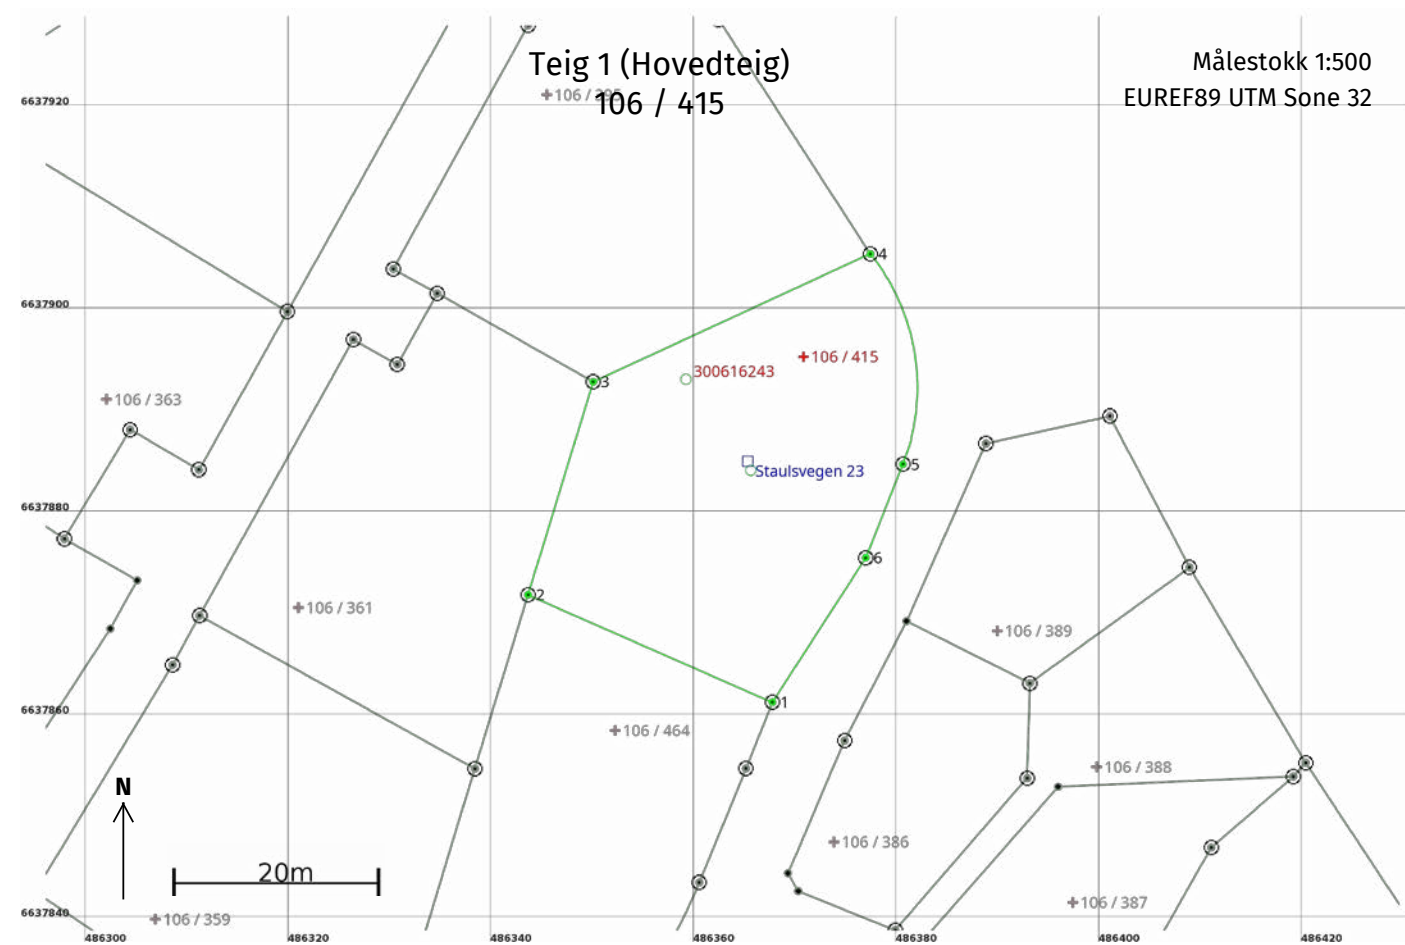 Teig 1 (Hovedteig)
106 / 415
Målestokk 1:500
EUREF89 UTM Sone 32
6637920
6637900
4
+106 / 415
300616243
3
+106 / 363
5
Staulsvegen 23
6637880
6
2
+106 / 361
+106 / 389
1
6637860
+106 / 464
+106 / 388
N
+106 / 386
20m
+106 / 387
6637840
+106 / 359
486300
486320
486340
486360
486380
486400
486420